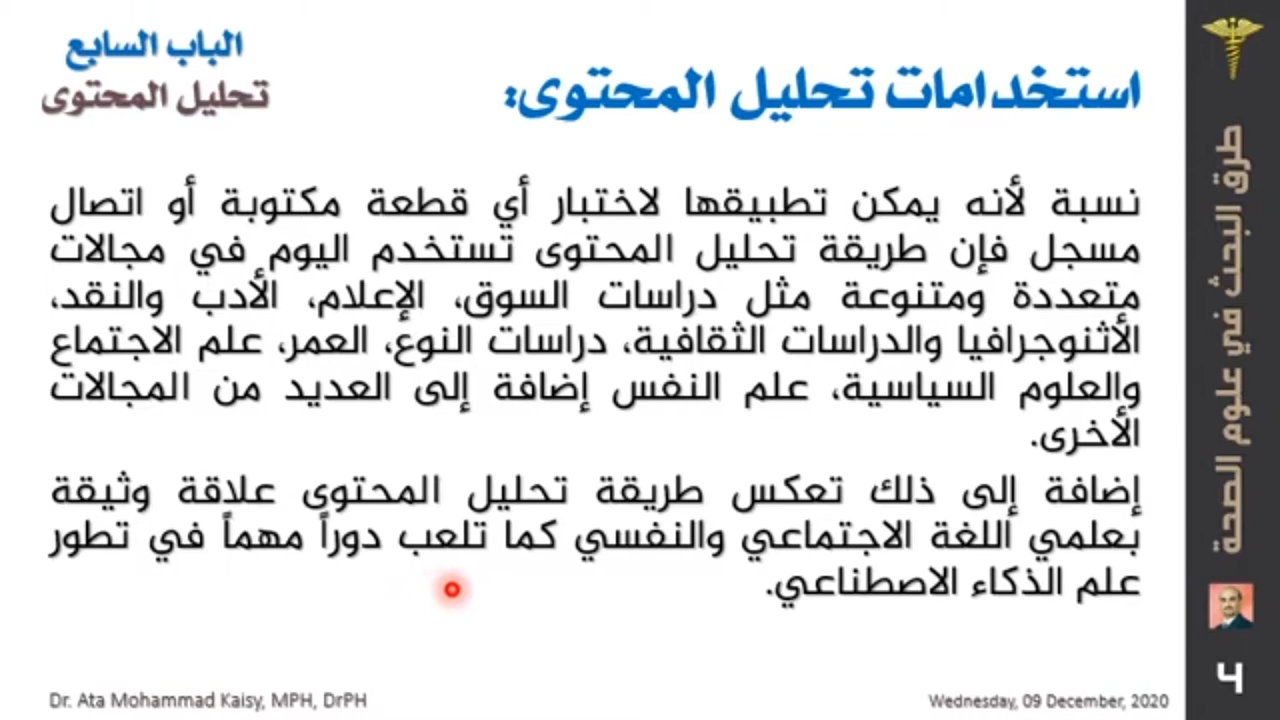 الباب السابع
تحليل المحتوى
استخدامات تحليل المحتوى:
نسبة لأنه يمكن تطبيقها لاختبار أي قطعة مكتوبة أو اتصال
مسجل فإن طريقة تحليل المحتوى تستخدم اليوم في مجالات
متعددة ومتنوعة مثل دراسات السوق، الإعلام، الأدب والنقد،
الأثنوجرافيا والدراسات الثقافية، دراسات النوع، العمر، علم الاجتماع
والعلوم السياسية، علم النفس إضافة إلى العديد من المجالات
الأخرى.
إضافة إلى ذلك تعكس طريقة تحليل المحتوى علاقة وثيقة
بعلمي اللغة الاجتماعي والنفسي كما تلعب دوراً مهماً في تطور
علم الذكاء الاصطناعي.
طرق البحث في علوم الصحة
٤
Dr. Ata Mohammad Kaisy, MPH, DrPH
Wednesday, 09 December, 2020